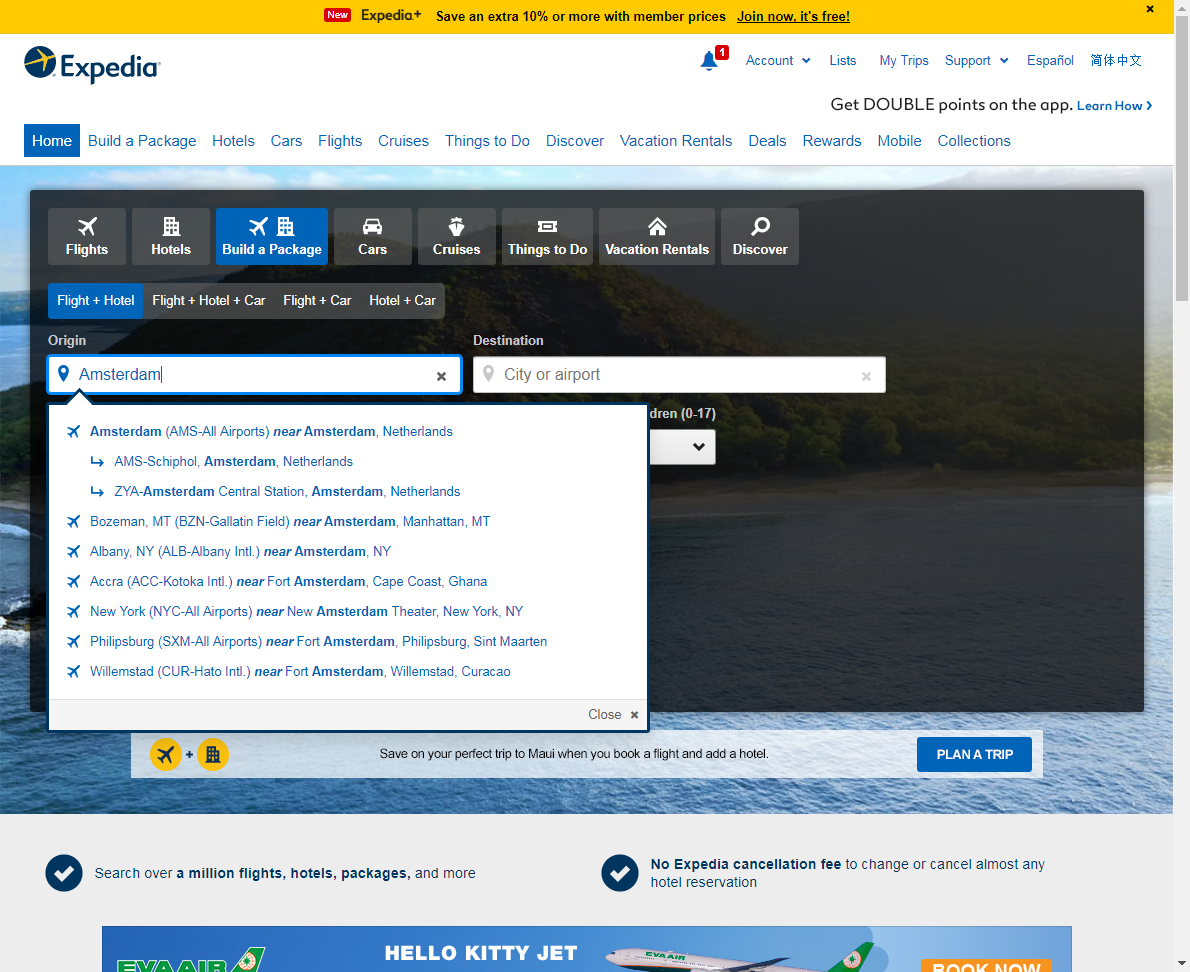 New Expedia+ Save an extra 10% or more with member prices Join now, it's free!
Expedia
1
Account Lists My Trips Support Español 简体中文
Get DOUBLE points on the app. Learn How
Home Build a Package Hotels Cars Flights Cruises Things to Do Discover Vacation Rentals Deals Rewards Mobile Collections
Flights Hotels Build a Package Cars Cruises Things to Do Vacation Rentals Discover
Flight + Hotel Flight + Hotel + Car Flight + Car Hotel + Car
Origin Destination
Amsterdam City or airport
dren (0-17)
Amsterdam (AMS-All Airports) near Amsterdam, Netherlands
AMS-Schiphol, Amsterdam, Netherlands
ZYA-Amsterdam Central Station, Amsterdam, Netherlands
Bozeman, MT (BZN-Gallatin Field) near Amsterdam, Manhattan, MT
Albany, NY (ALB-Albany Intl.) near Amsterdam, NY
Accra (ACC-Kotoka Intl.) near Fort Amsterdam, Cape Coast, Ghana
New York (NYC-All Airports) near New Amsterdam Theater, New York, NY
Philipsburg (SXM-All Airports) near Fort Amsterdam, Philipsburg, Sint Maarten
Willemstad (CUR-Hato Intl.) near Fort Amsterdam, Willemstad, Curacao
Close
+ Save on your perfect trip to Maui when you book a flight and add a hotel. PLAN A TRIP
Search over a million flights, hotels, packages, and more
No Expedia cancellation fee to change or cancel almost any
hotel reservation
HELLO KITTY JET
EVA AIR
BOOK NOW